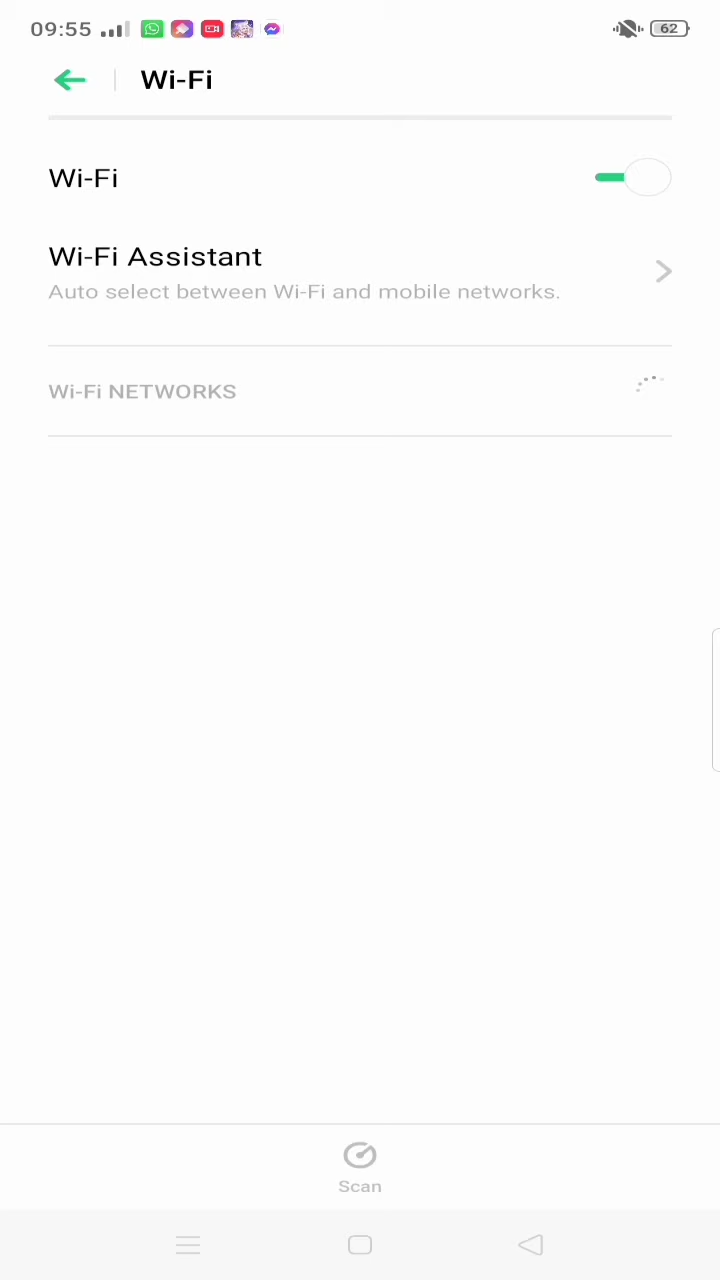 09:55
62
Wi-Fi
Wi-Fi
Wi-Fi Assistant
Auto select between Wi-Fi and mobile networks.
Wi-Fi NETWORKS
Scan